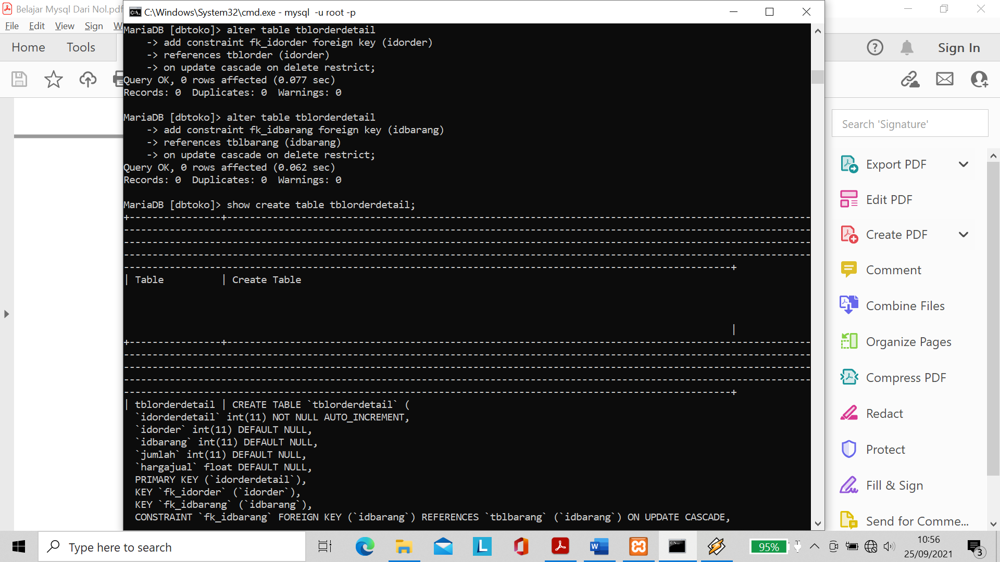 Belajar Mysql Dari Nol.pdf
C:\Windows\System32\cmd.exe - mysql  -u root -p
File Edit View Sign W
Home Tools
Sign In
MariaDB [dbtoko]> alter table tblorderdetail
    -> add constraint fk_idorder foreign key (idorder)
    -> references tblorder (idorder)
    -> on update cascade on delete restrict;
Query OK, 0 rows affected (0.077 sec)
Records: 0  Duplicates: 0  Warnings: 0
MariaDB [dbtoko]> alter table tblorderdetail
    -> add constraint fk_idbarang foreign key (idbarang)
    -> references tblbarang (idbarang)
    -> on update cascade on delete restrict;
Query OK, 0 rows affected (0.062 sec)
Records: 0  Duplicates: 0  Warnings: 0
MariaDB [dbtoko]> show create table tblorderdetail;
| Table          | Create Table
|
| tblorderdetail | CREATE TABLE `tblorderdetail` (
  `idorderdetail` int(11) NOT NULL AUTO_INCREMENT,
  `idorder` int(11) DEFAULT NULL,
  `idbarang` int(11) DEFAULT NULL,
  `jumlah` int(11) DEFAULT NULL,
  `hargajual` float DEFAULT NULL,
  PRIMARY KEY (`idorderdetail`),
  KEY `fk_idorder` (`idorder`),
  KEY `fk_idbarang` (`idbarang`),
  CONSTRAINT `fk_idbarang` FOREIGN KEY (`idbarang`) REFERENCES `tblbarang` (`idbarang`) ON UPDATE CASCADE,
Search 'Signature'
Export PDF
Edit PDF
Create PDF
Comment
Combine Files
Organize Pages
Compress PDF
Redact
Protect
Fill & Sign
Send for Comme...
Type here to search
95%
10:56
25/09/2021
3